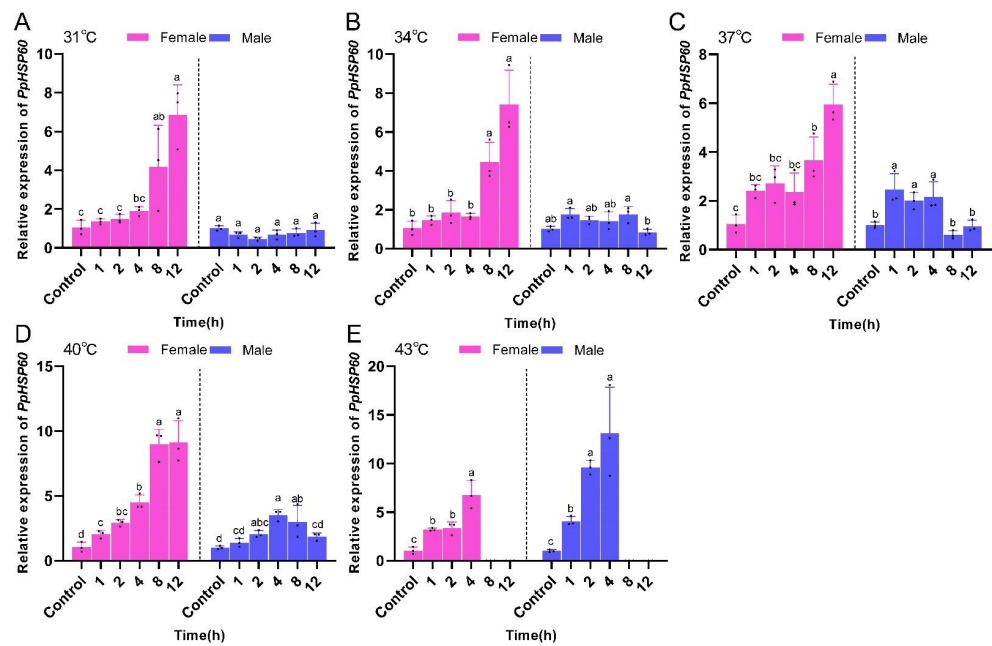 A
31°C Female Male
Relative expression of PpHSP60
10
8
6
4
2
0
c c c bc ab a
a a a a a a
Control 1 2 4 8 12 Control 1 2 4 8 12
Time(h)
B
34°C Female Male
Relative expression of PpHSP60
10
8
6
4
2
0
b b b b a a
ab a ab ab a b
Control 1 2 4 8 12 Control 1 2 4 8 12
Time(h)
C
37°C Female Male
Relative expression of PpHSP60
8
6
4
2
0
c bc bc bc b a
b a a a b b
Control 1 2 4 8 12 Control 1 2 4 8 12
Time(h)
D
40°C Female Male
Relative expression of PpHSP60
15
10
5
0
d c bc b a a
d cd abc a ab cd
Control 1 2 4 8 12 Control 1 2 4 8 12
Time(h)
E
43°C Female Male
Relative expression of PpHSP60
20
15
10
5
0
c b b a
c b a a
Control 1 2 4 8 12 Control 1 2 4 8 12
Time(h)